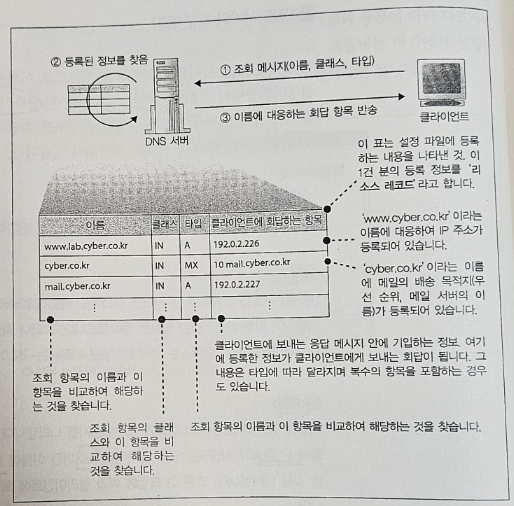 ② 등록된 정보를 찾음
① 조회 메시지(이름, 클래스, 타입)
③ 이름에 대응하는 회답 항목 반송
DNS 서버
클라이언트
이 표는 설정 파일에 등록
하는 내용을 나타낸 것. 이
1건 분의 등록 정보를 '리
소스 레코드' 라고 합니다.
이름 클래스 타입 클라이언트에 회답하는 항목
www.lab.cyber.co.kr IN A 192.0.2.226
cyber.co.kr IN MX 10 mail.cyber.co.kr
mail.cyber.co.kr IN A 192.0.2.227
⋮ ⋮ ⋮ ⋮
'www.cyber.co.kr' 이라는
이름에 대응하여 IP 주소가
등록되어 있습니다.
'cyber.co.kr' 이라는 이름
에 메일의 배송 목적지(우
선 순위, 메일 서버의 이
름)가 등록되어 있습니다.
클라이언트에 보내는 응답 메시지 안에 기입하는 정보. 여기
에 등록한 정보가 클라이언트에게 보내는 회답이 됩니다. 그
내용은 타입에 따라 달라지며 복수의 항목을 포함하는 경우
도 있습니다.
조회 항목의 이름과 이
항목을 비교하여 해당하
는 것을 찾습니다.
조회 항목의 클래
스와 이 항목을 비
교하여 해당하는
것을 찾습니다.
조회 항목의 이름과 이 항목을 비교하여 해당하는 것을 찾습니다.